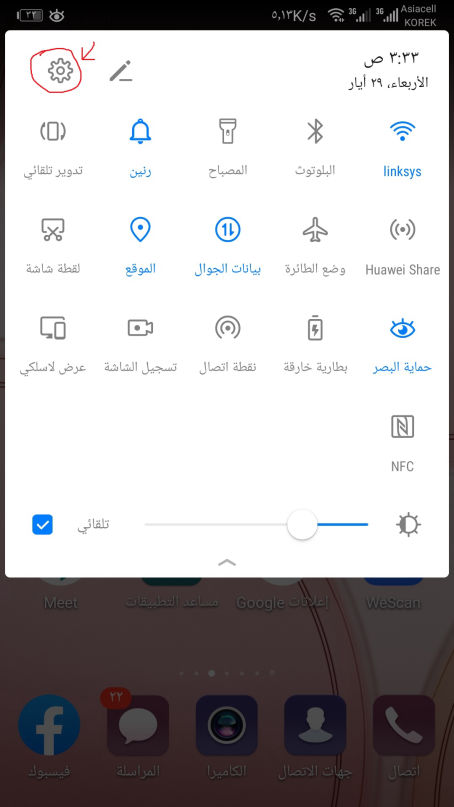 ٢٣
٥,١٣K/s
3G
3G
Asiacell
KOREK
٣:٣٣ ص
الأربعاء، ٢٩ أيار
linksys
البلوتوث
المصباح
رنين
تدوير تلقائي
Huawei Share
وضع الطائرة
بيانات الجوال
الموقع
لقطة شاشة
حماية البصر
بطارية خارقة
نقطة اتصال
تسجيل الشاشة
عرض لاسلكي
NFC
تلقائي
WeScan
إعلانات Google
مساعد التطبيقات
Meet
٢٢
اتصال
جهات الاتصال
الكاميرا
المراسلة
فيسبوك